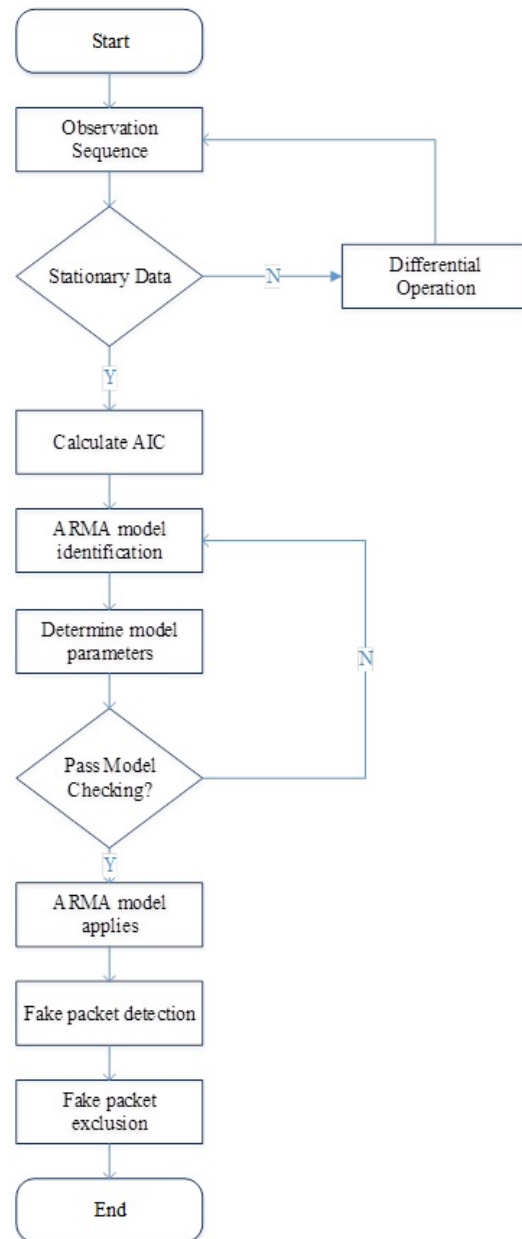 Start
Observation
Sequence
Stationary Data
N
Differential
Operation
Y
Calculate AIC
ARMA model
identification
Determine model
parameters
N
Pass Model
Checking?
Y
ARMA model
applies
Fake packet detection
Fake packet
exclusion
End